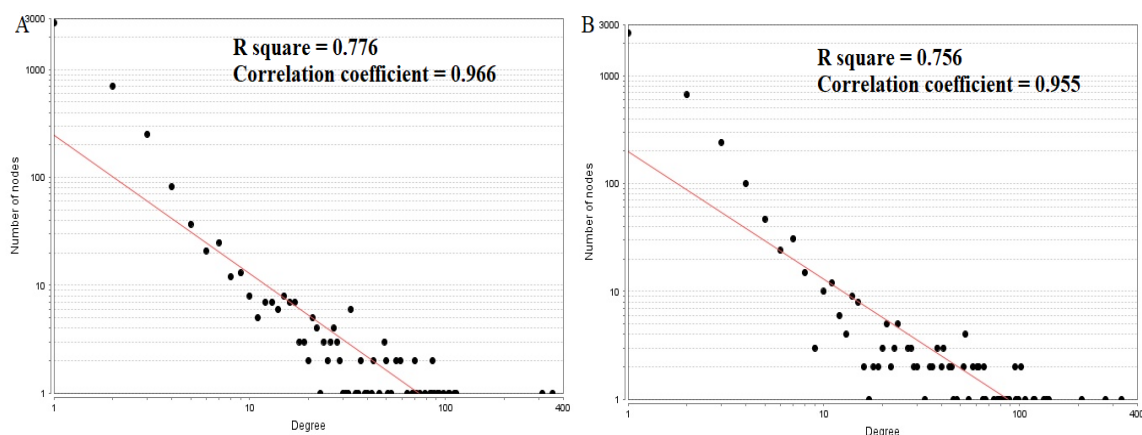 A
R square = 0.776
Correlation coefficient = 0.966
3000
1000
100
10
1
Number of nodes
1
10
100
400
Degree
B
R square = 0.756
Correlation coefficient = 0.955
3000
1000
100
10
1
Number of nodes
1
10
100
400
Degree